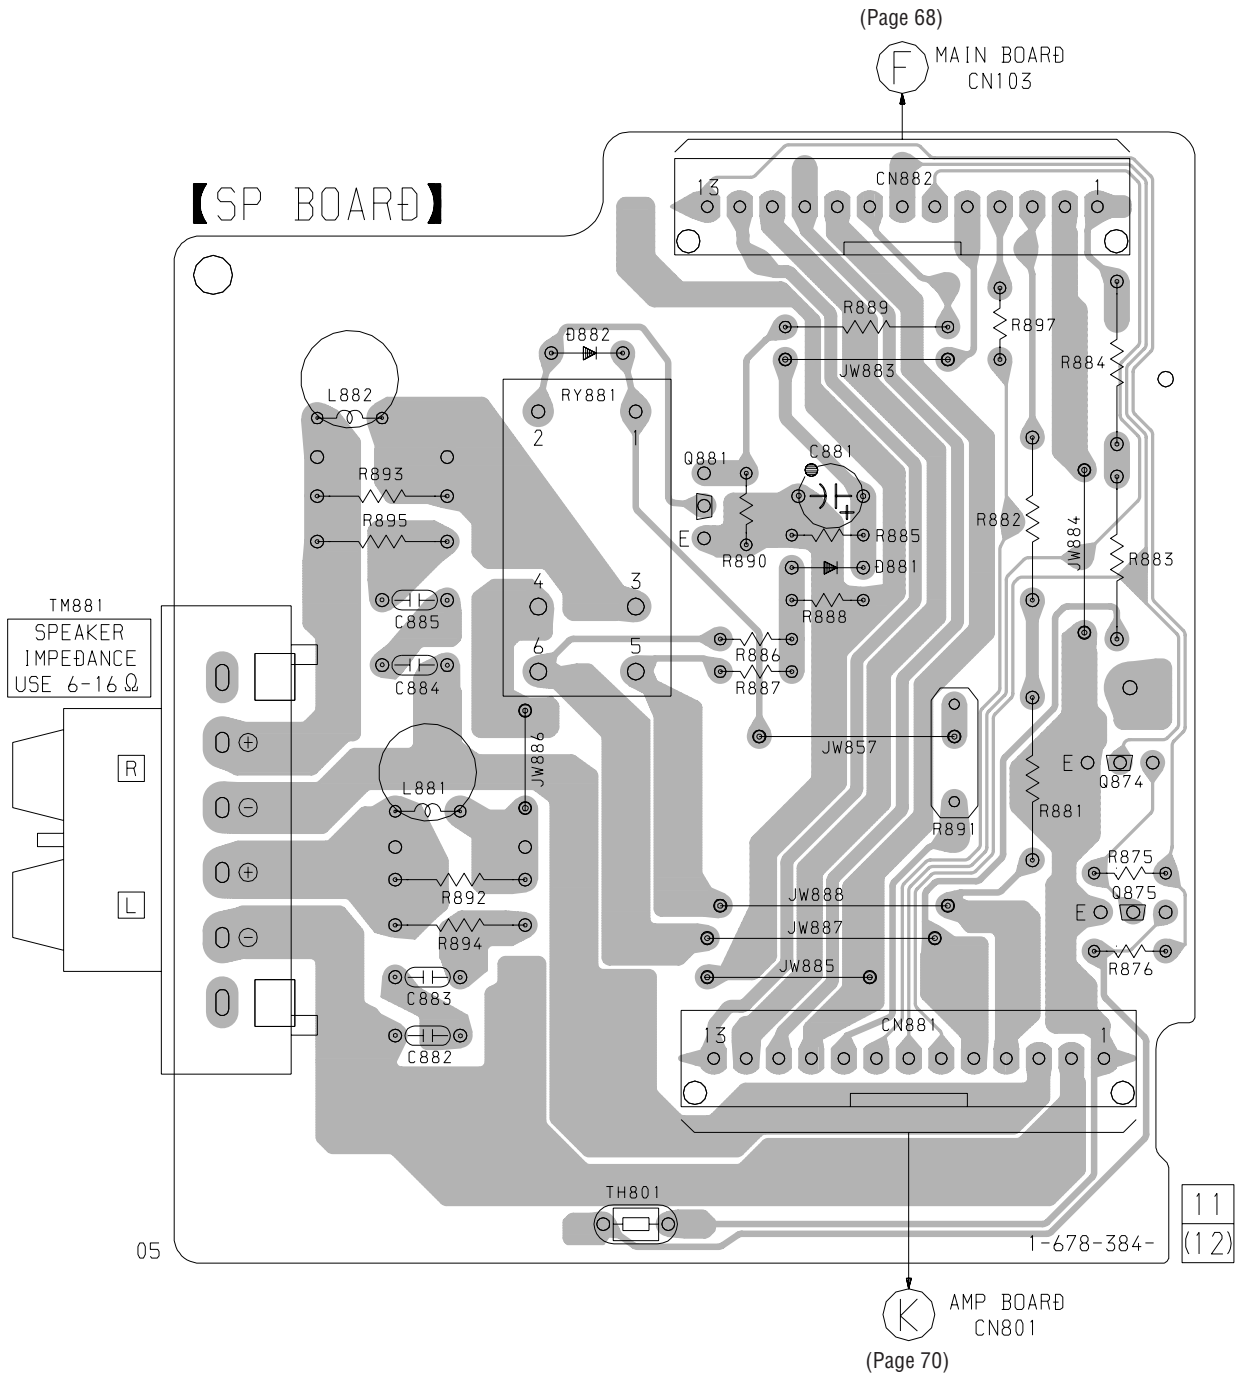 (Page 68)
F
MAIN BOARD
CN103
【SP BOARD】
13
CN882
1
R889
D882
R897
JW883
R884
L882
RY881
2
1
Q881
C881
R893
R895
R882
JW884
E
R885
R890
D881
R883
4
3
TM881
C885
R888
SPEAKER
IMPEDANCE
USE 6-16Ω
6
5
R886
C884
R887
JW886
JW857
+
R
L881
E
Q874
−
R891
R881
R875
+
R892
JW888
Q875
L
E
−
R894
JW887
R876
JW885
C883
CN881
13
1
C882
TH801
11
(12)
05
1-678-384-
K
AMP BOARD
CN801
(Page 70)